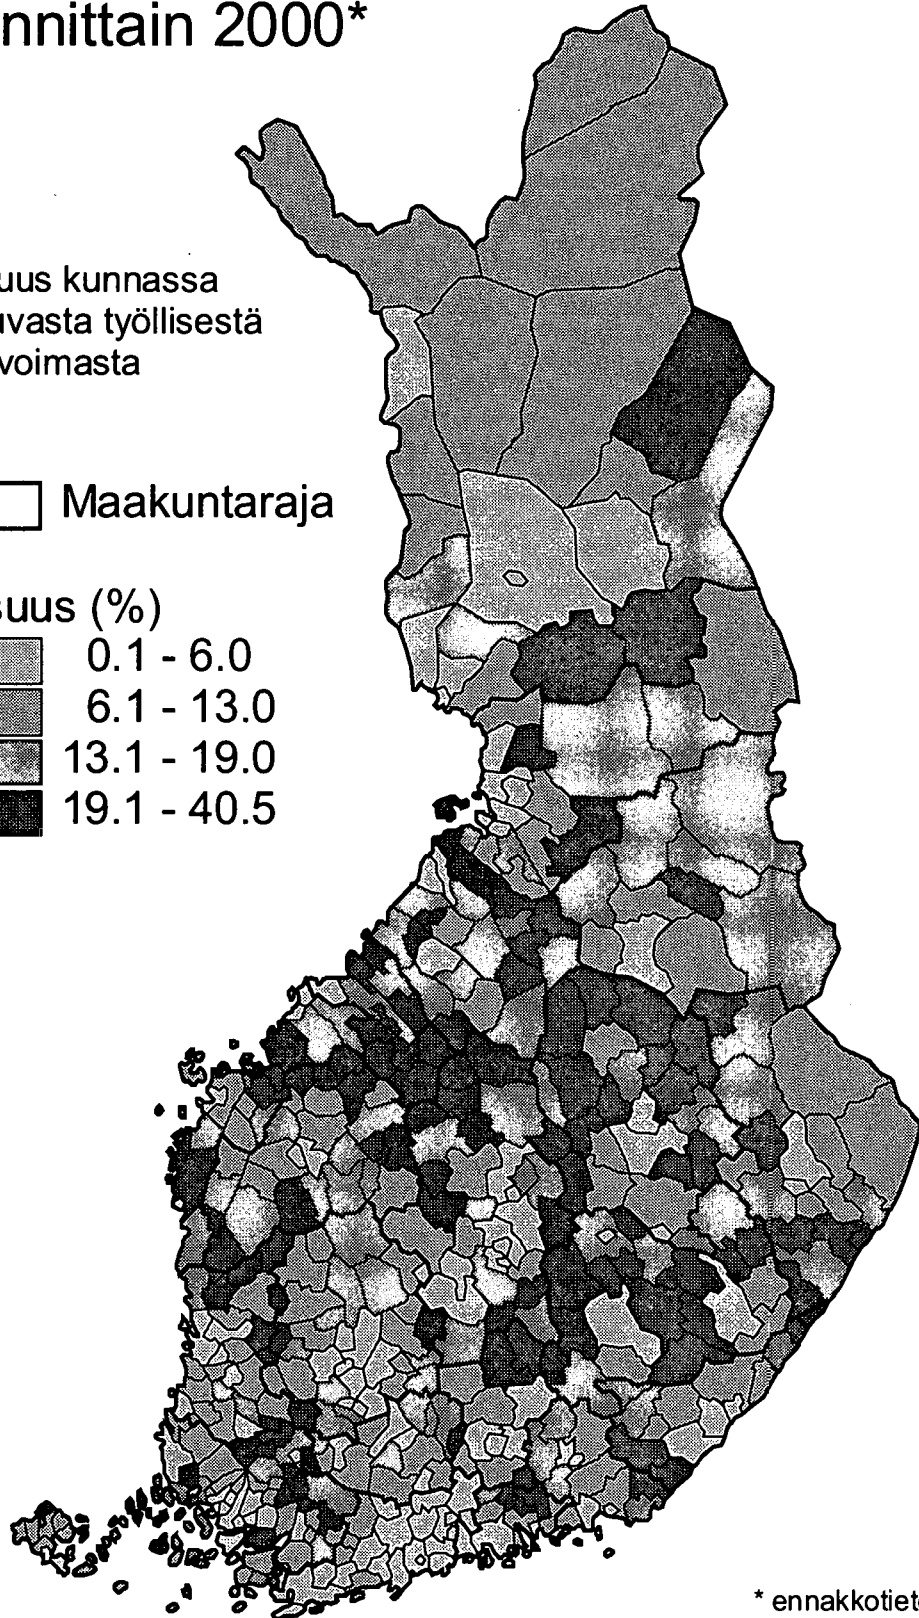 nnittain 2000*
uus kunnassa
uvasta työllisestä
voimasta
Maakuntaraja
suus (%)
0.1 - 6.0
6.1 - 13.0
13.1 - 19.0
19.1 - 40.5
* ennakkotiet